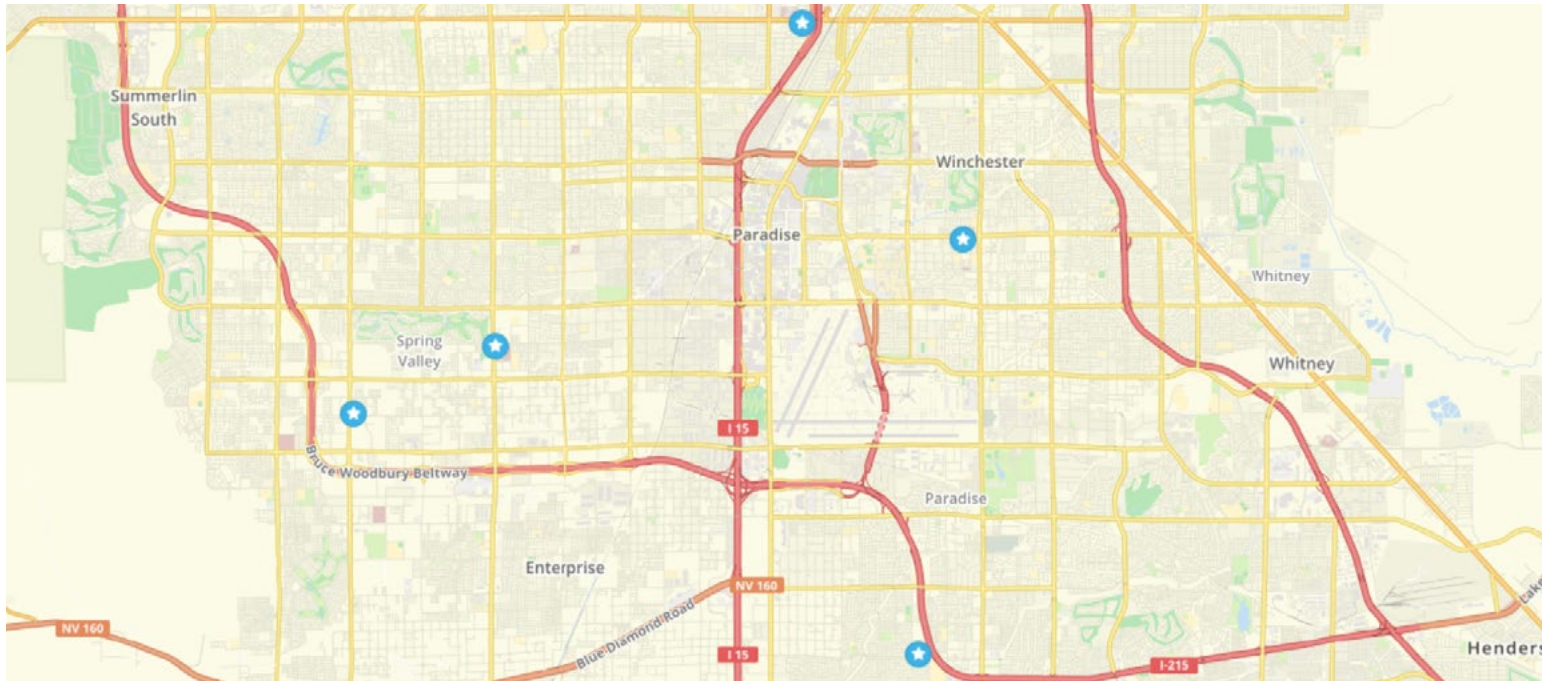 Summerlin
South
Winchester
Paradise
Whitney
Spring
Valley
Whitney
I 15
Bruce Woodbury Beltway
Paradise
Enterprise
NV 160
Blue Diamond Road
NV 160
I 15
I-215
Lake
Henders